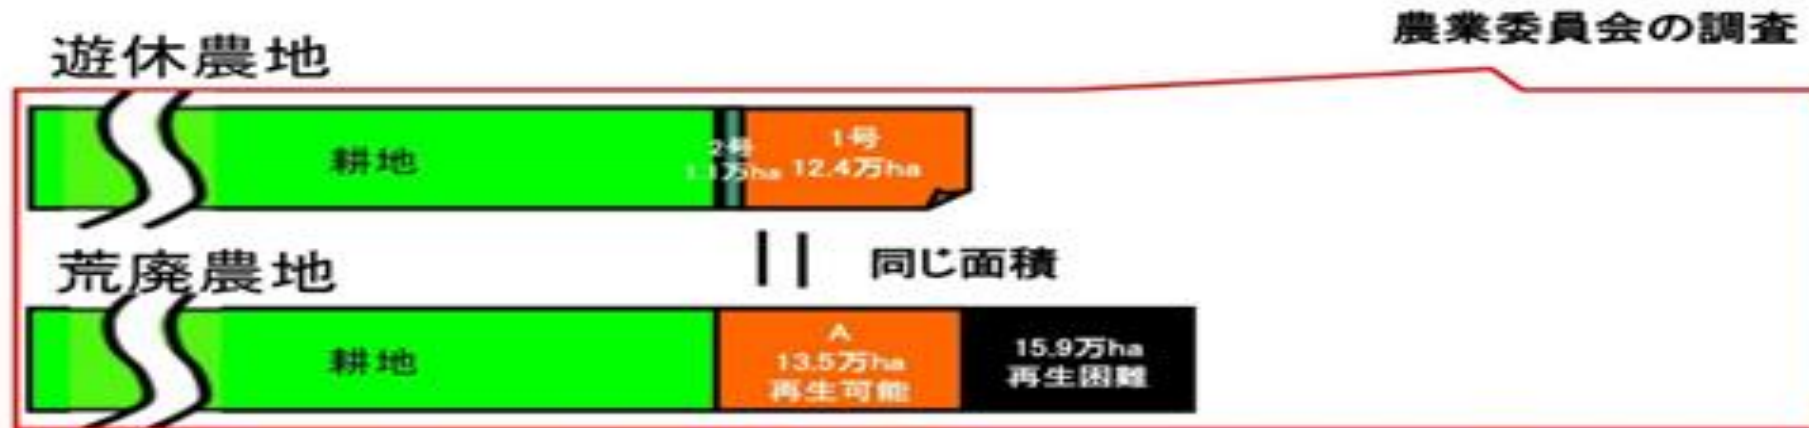 農業委員会の調査
遊休農地
耕地
2号
1.1万ha
1号
12.4万ha
同じ面積
荒廃農地
耕地
A
13.5万ha
再生可能
15.9万ha
再生困難